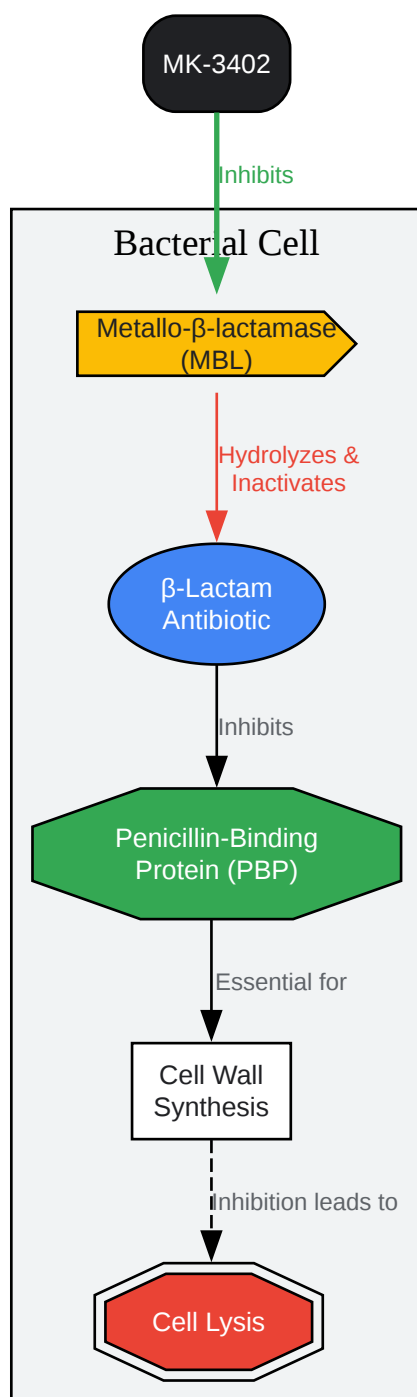 MK-3402
Inhibits
Bacterial Cell
Metallo-β-lactamase
(MBL)
Hydrolyzes &
Inactivates
β-Lactam
Antibiotic
Inhibits
Penicillin-Binding
Protein (PBP)
Essential for
Cell Wall
Synthesis
Inhibition leads to
Cell Lysis